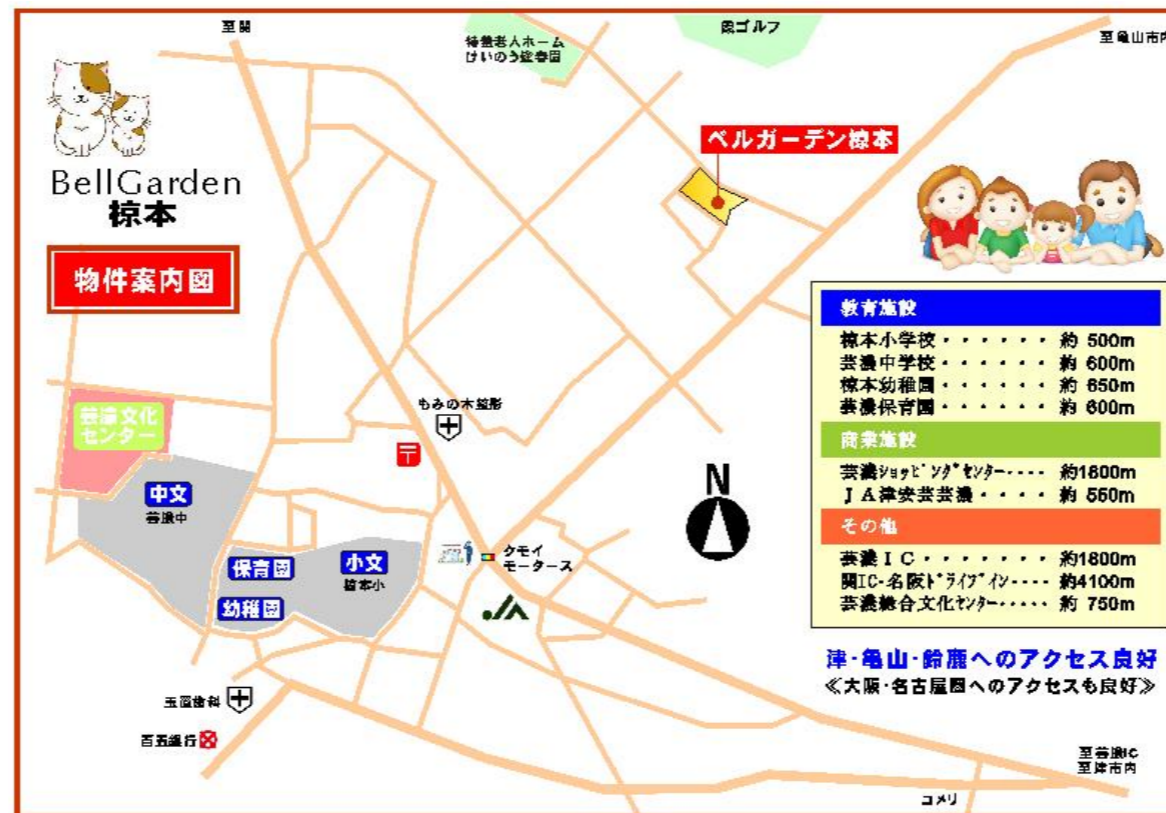 至関
特養老人ホーム
けいのう逢春園
奥ゴルフ
至亀山市内
BellGarden
椋本
物件案内図
ベルガーデン椋本
教育施設
椋本小学校・・・・・・約 500m
芸濃中学校・・・・・・約 600m
椋本幼稚園・・・・・・約 650m
芸濃保育園・・・・・・約 600m
商業施設
芸濃ショッピングセンター‥‥約1800m
JA津安芸芸濃・・・・約 550m
その他
芸濃IC・・・・・・・約1800m
関IC-名阪ドライブイン‥‥約4100m
芸濃総合文化センター‥‥・約 750m
津・亀山・鈴鹿へのアクセス良好
≪大阪・名古屋圏へのアクセスも良好≫
もみの木整形
〒
芸濃文化
センター
中文
芸濃中
保育園
小文
椋本小
幼稚園
クモイ
モータース
JA
N
歯科
百五銀行
至芸濃IC
至津市内
コメリ